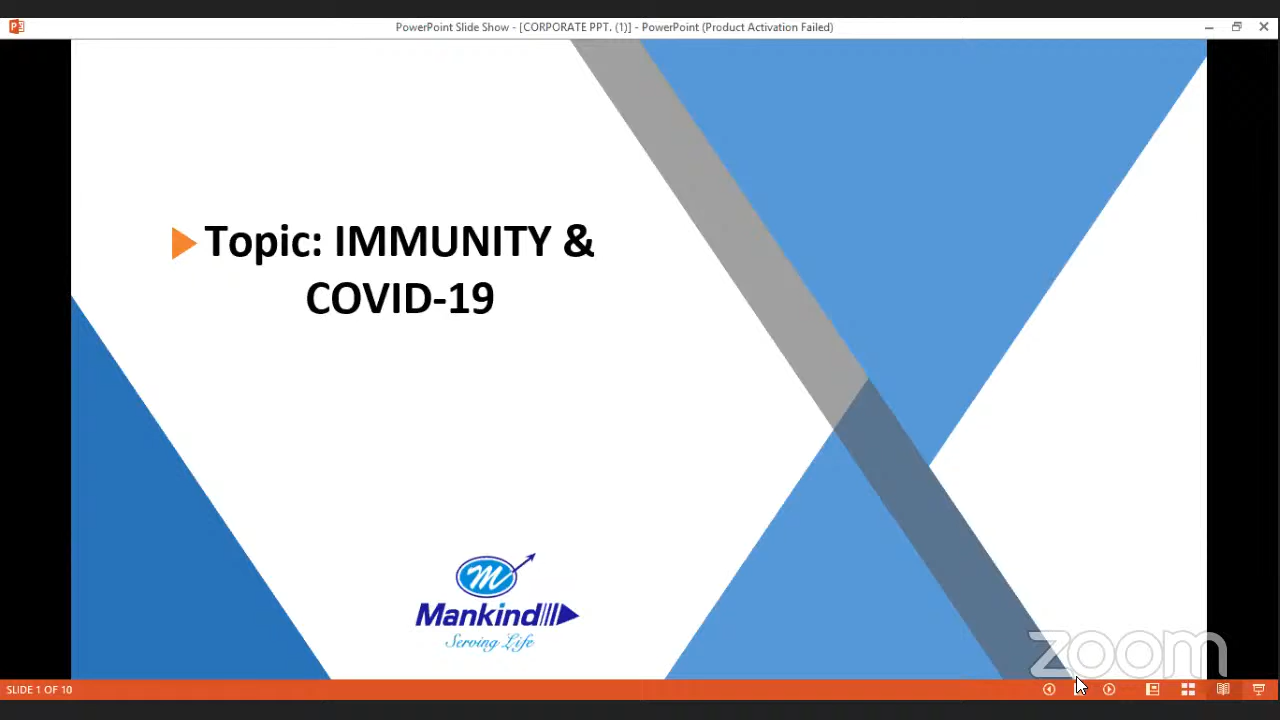 PowerPoint Slide Show - [CORPORATE PPT. (1)] - PowerPoint (Product Activation Failed)
Topic: IMMUNITY &
COVID-19
m
Mankind
Serving Life
zoom
SLIDE 1 OF 10